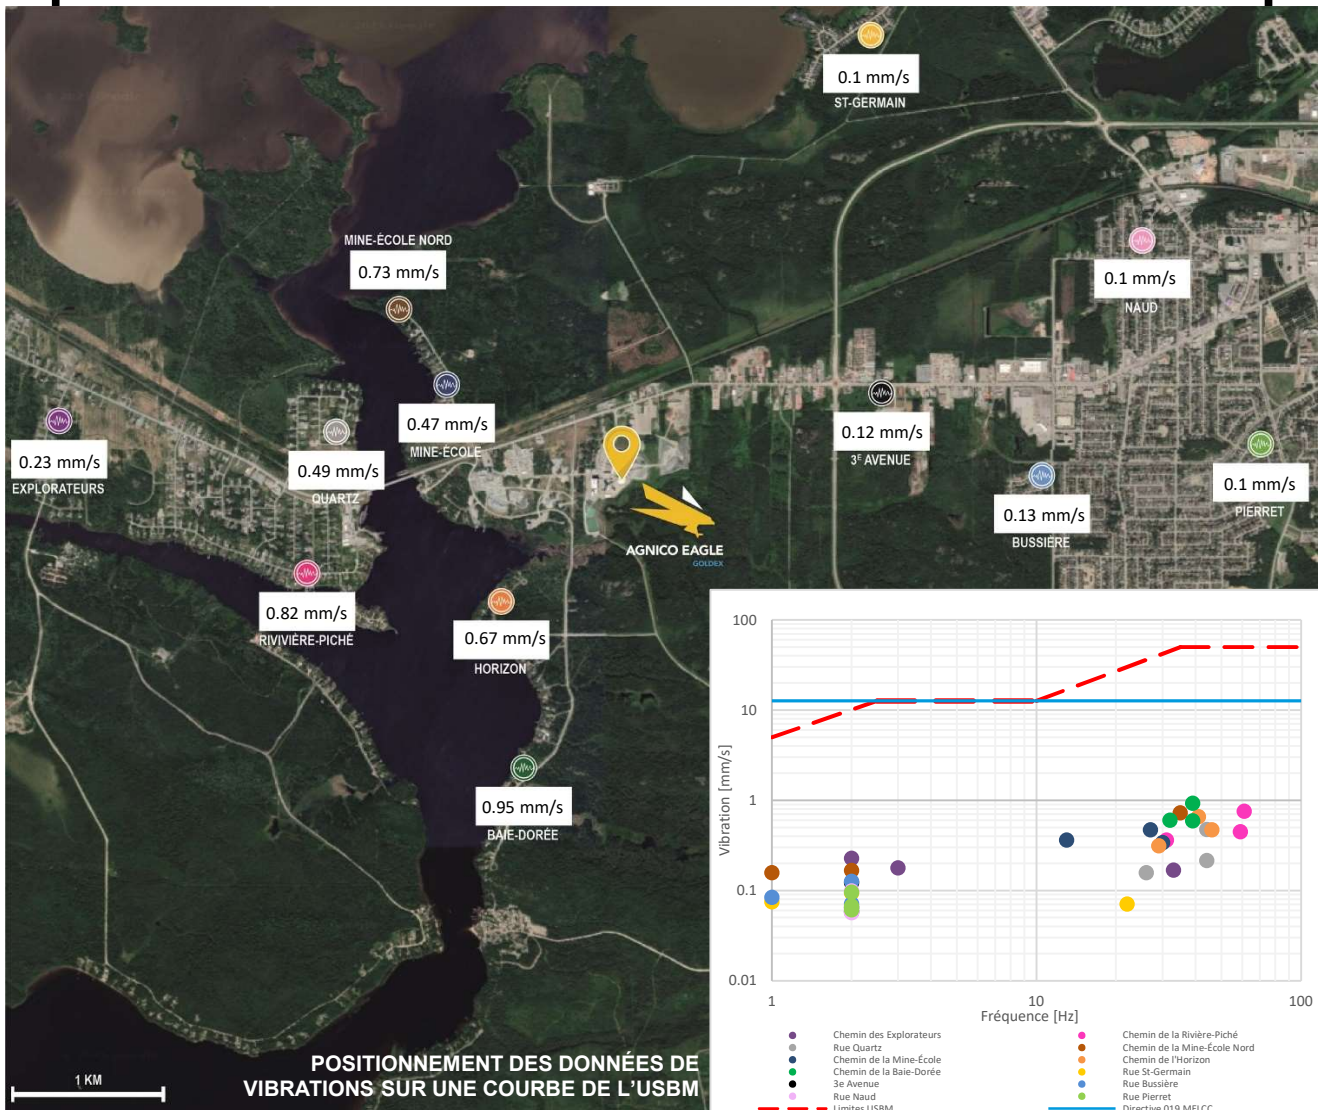 0.1 mm/s
ST-GERMAIN
MINE-ÉCOLE NORD
0.73 mm/s
0.1 mm/s
NAUD
0.47 mm/s
MINE-ÉCOLE
0.23 mm/s
EXPLORATEURS
0.49 mm/s
QUARTZ
0.12 mm/s
3E AVENUE
0.1 mm/s
PIERRET
0.13 mm/s
BUSSIÈRE
AGNICO EAGLE
GOLDEX
0.82 mm/s
RIVIVIÈRE-PICHÉ
0.67 mm/s
HORIZON
0.95 mm/s
BAIE-DORÉE
100
10
1
0.1
0.01
Vibration [mm/s]
1 10 100
Fréquence [Hz]
Chemin des Explorateurs
Chemin de la Rivière-Piché
Rue Quartz
Chemin de la Mine-École Nord
Chemin de la Mine-École
Chemin de l'Horizon
Chemin de la Baie-Dorée
Rue St-Germain
3e Avenue
Rue Bussière
Rue Naud
Rue Pierret
Limites USBM
Directive 019 MELCC
POSITIONNEMENT DES DONNÉES DE
VIBRATIONS SUR UNE COURBE DE L'USBM
1 KM